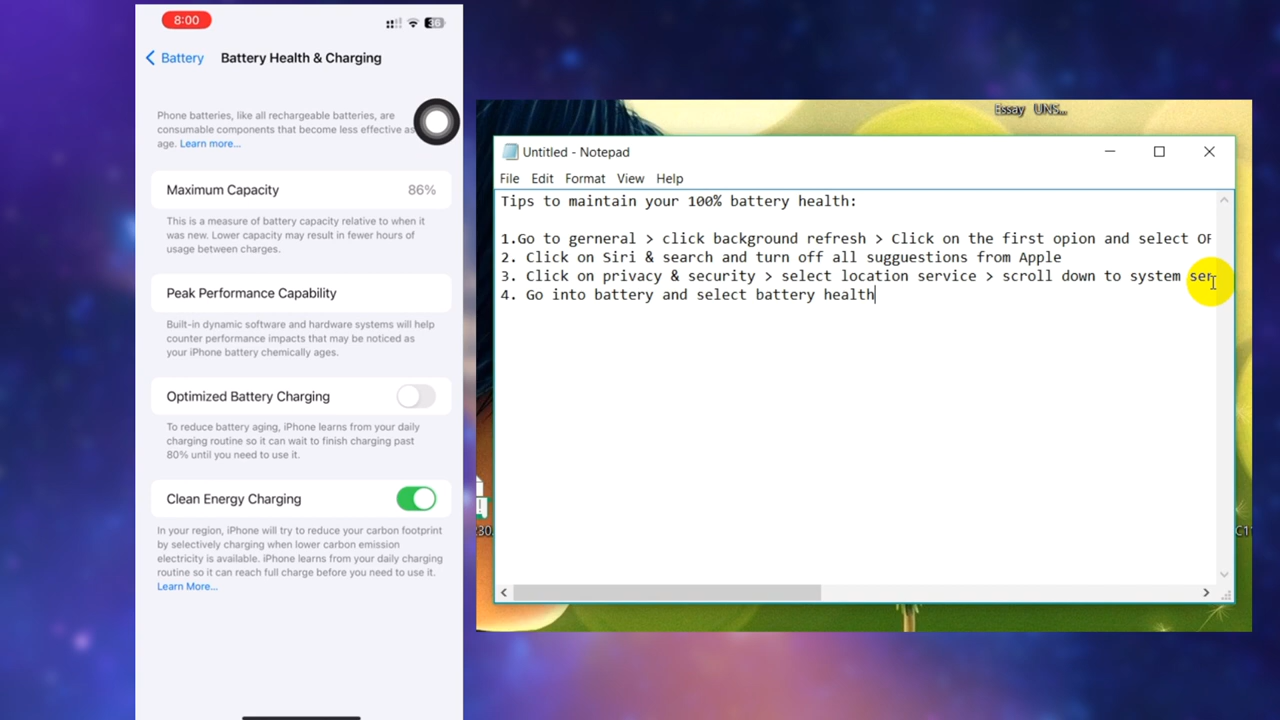 8:00
36
Battery
Battery Health & Charging
Phone batteries, like all rechargeable batteries, are
consumable components that become less effective as
age. Learn more...
Maximum Capacity
86%
This is a measure of battery capacity relative to when it
was new. Lower capacity may result in fewer hours of
usage between charges.
Peak Performance Capability
Built-in dynamic software and hardware systems will help
counter performance impacts that may be noticed as
your iPhone battery chemically ages.
Optimized Battery Charging
To reduce battery aging, iPhone learns from your daily
charging routine so it can wait to finish charging past
80% until you need to use it.
Clean Energy Charging
In your region, iPhone will try to reduce your carbon footprint
by selectively charging when lower carbon emission
electricity is available. iPhone learns from your daily charging
routine so it can reach full charge before you need to use it.
Learn More...
Essay UNS...
Untitled - Notepad
File Edit Format View Help
Tips to maintain your 100% battery health:
1.Go to gerneral > click background refresh > Click on the first opion and select
2. Click on Siri & search and turn off all sugguestions from Apple
3. Click on privacy & security > select location service > scroll down to system ser
4. Go into battery and select battery health